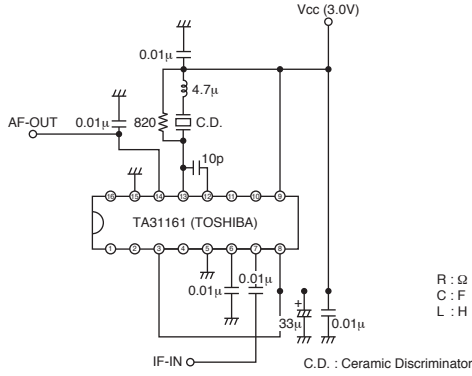 Vcc (3.0V)
0.01μ
4.7μ
AF-OUT
0.01μ
820
C.D.
10p
16 15 14 13 12 11 10 9
TA31161 (TOSHIBA)
1 2 3 4 5 6 7 8
0.01μ
0.01μ
+
33μ
0.01μ
R : Ω
C : F
L : H
IF-IN
C.D. : Ceramic Discriminator